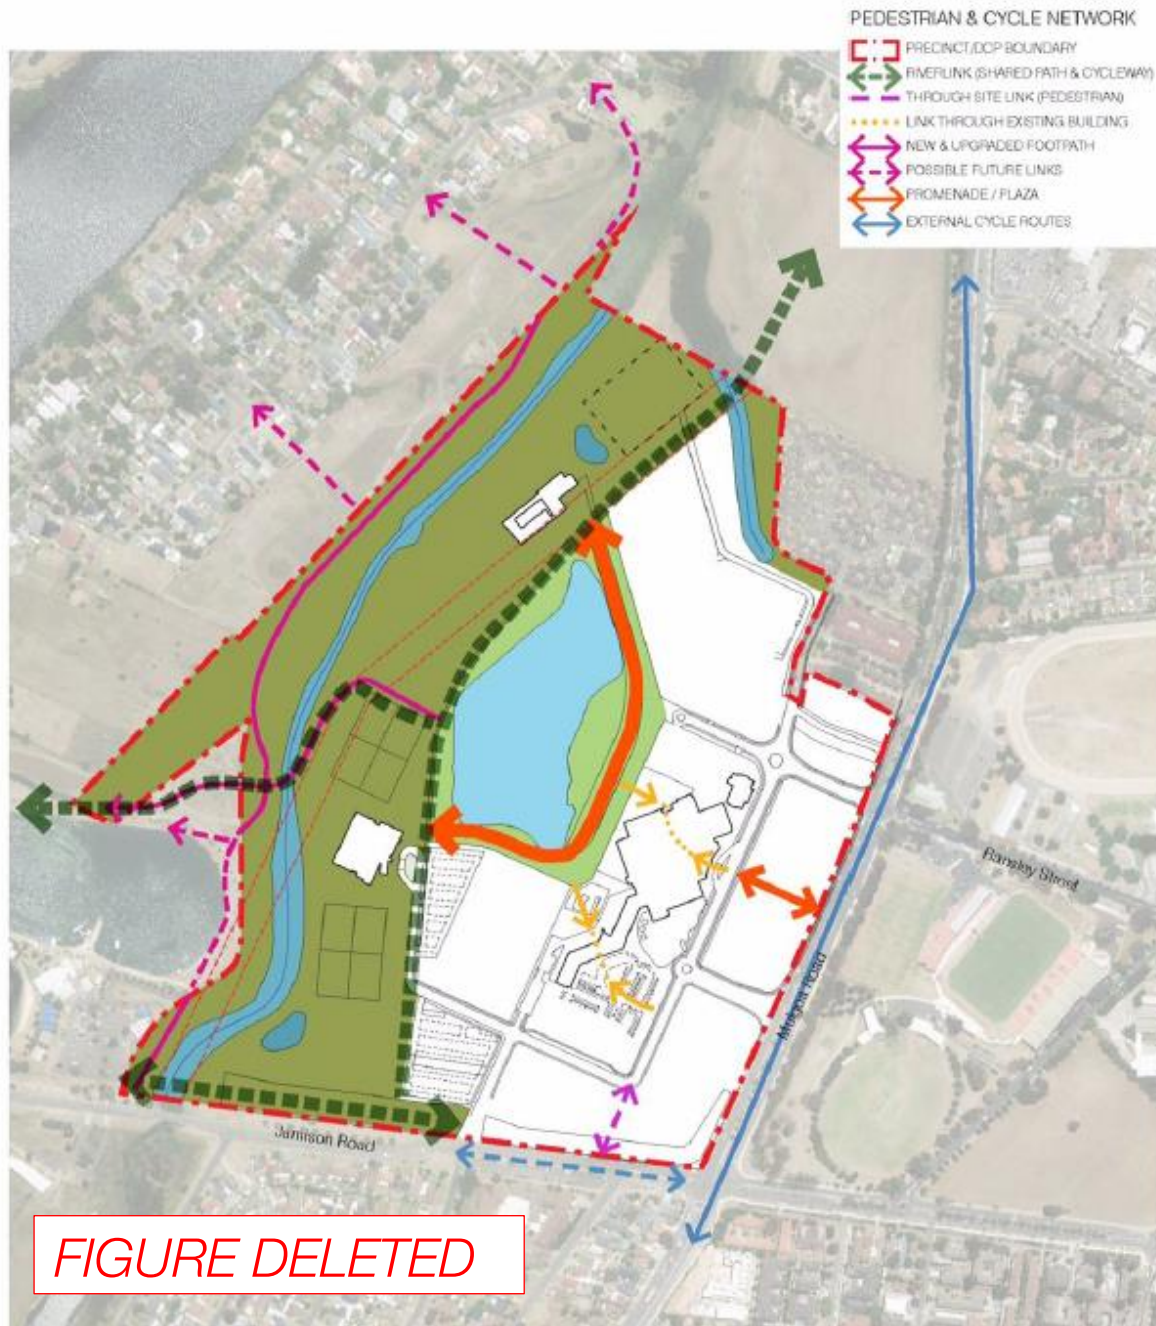 PEDESTRIAN & CYCLE NETWORK
PRECINCT/DCP BOUNDARY
RIVERLINK (SHARED PATH & CYCLEWAY)
THROUGH SITE LINK (PEDESTRIAN)
LINK THROUGH EXISTING BUILDING
NEW & UPGRADED FOOTPATH
POSSIBLE FUTURE LINKS
PROMENADE / PLAZA
EXTERNAL CYCLE ROUTES
Ransley Street
Mulgoa Road
Jamison Road
FIGURE DELETED